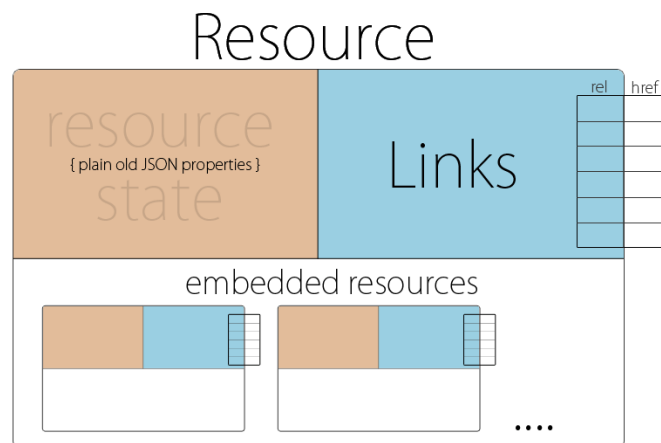 Resource
rel href
resource
{ plain old JSON properties }
state
Links
embedded resources
....